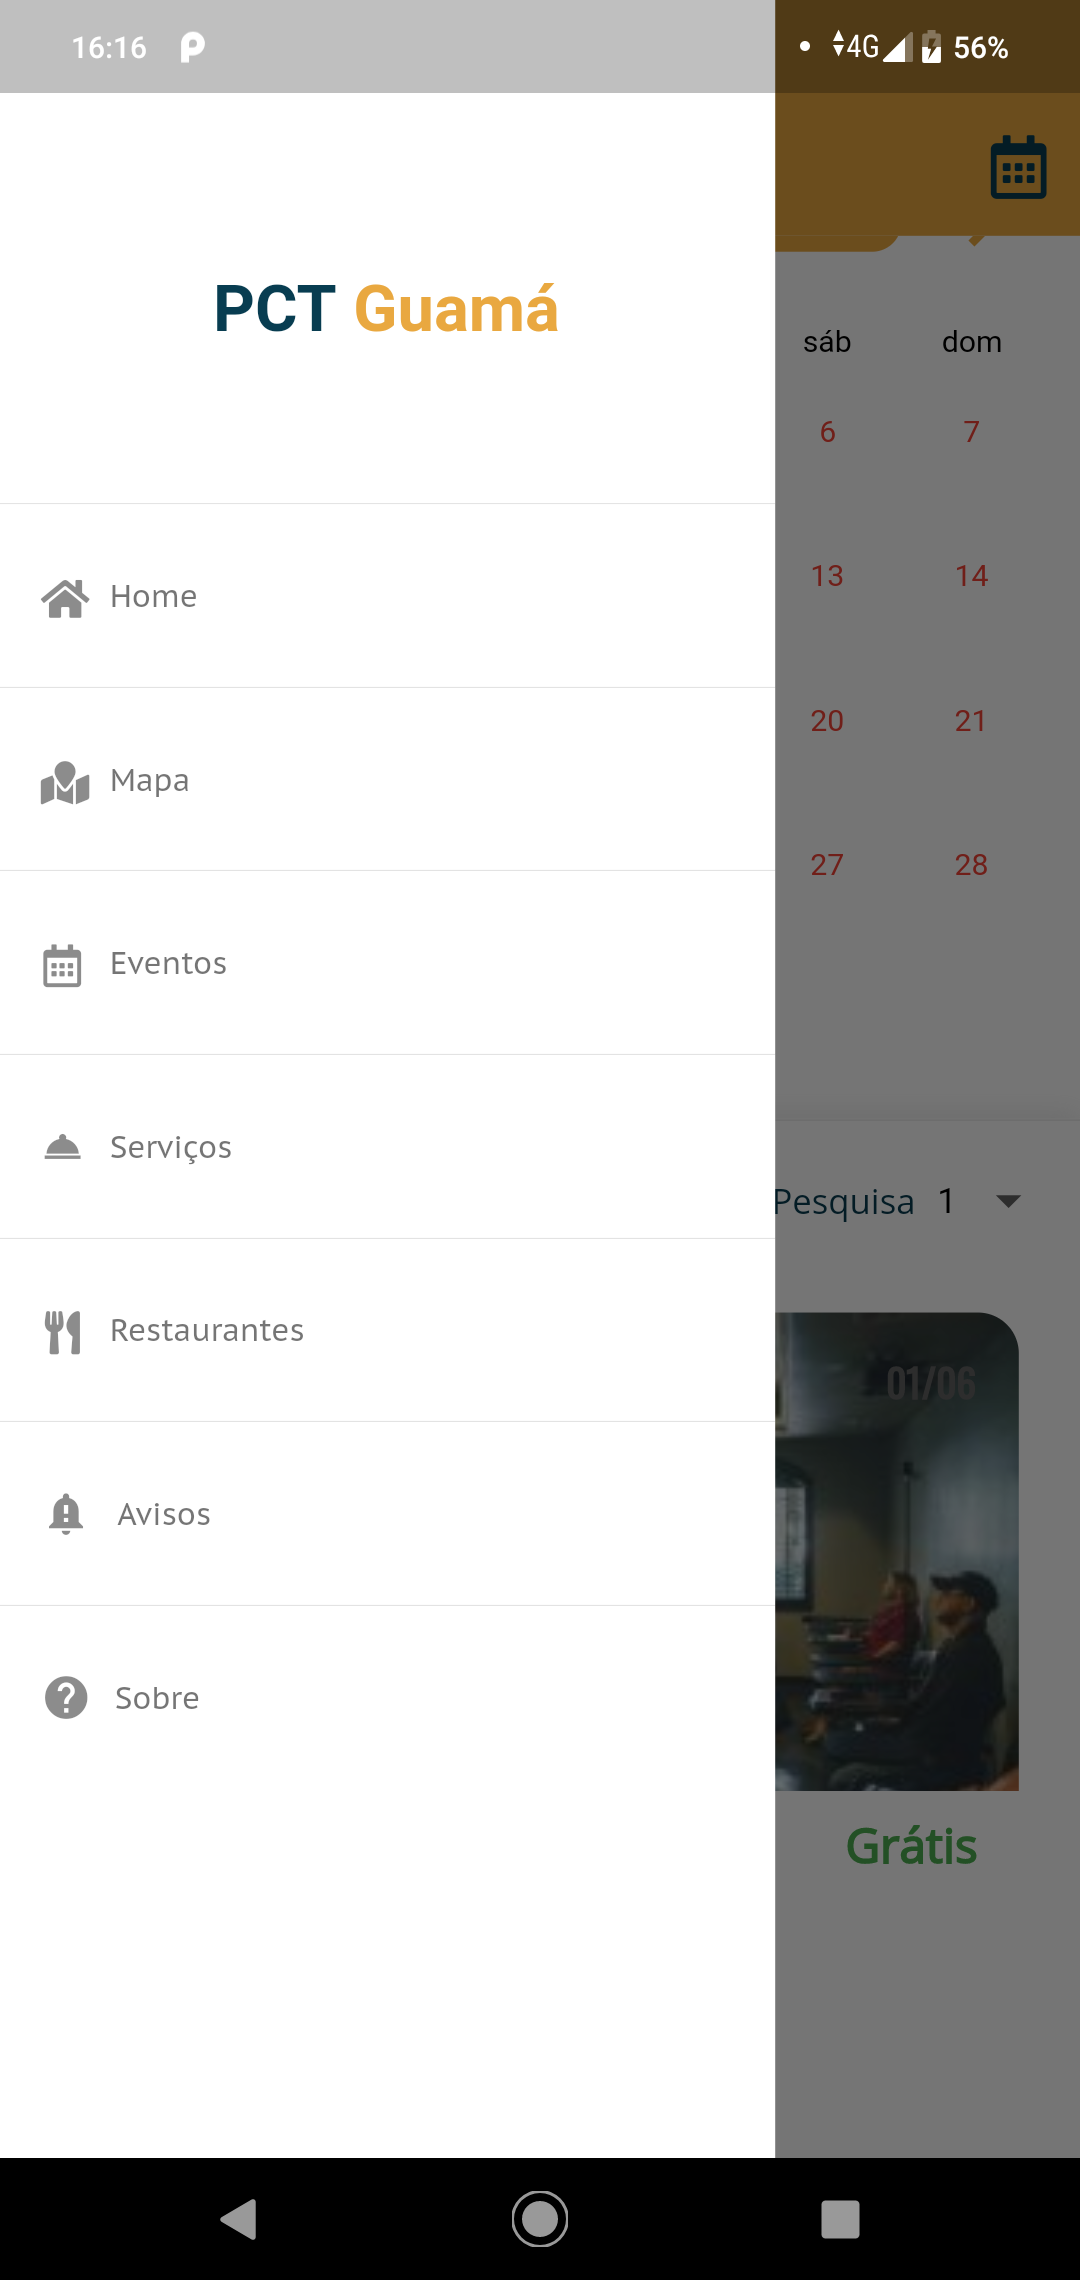 16:16 4G 56%
PCT Guamá
sáb dom
6 7
Home
13 14
20 21
Mapa
27 28
Eventos
Serviços
Pesquisa 1
Restaurantes
01/06
Avisos
Sobre
Grátis